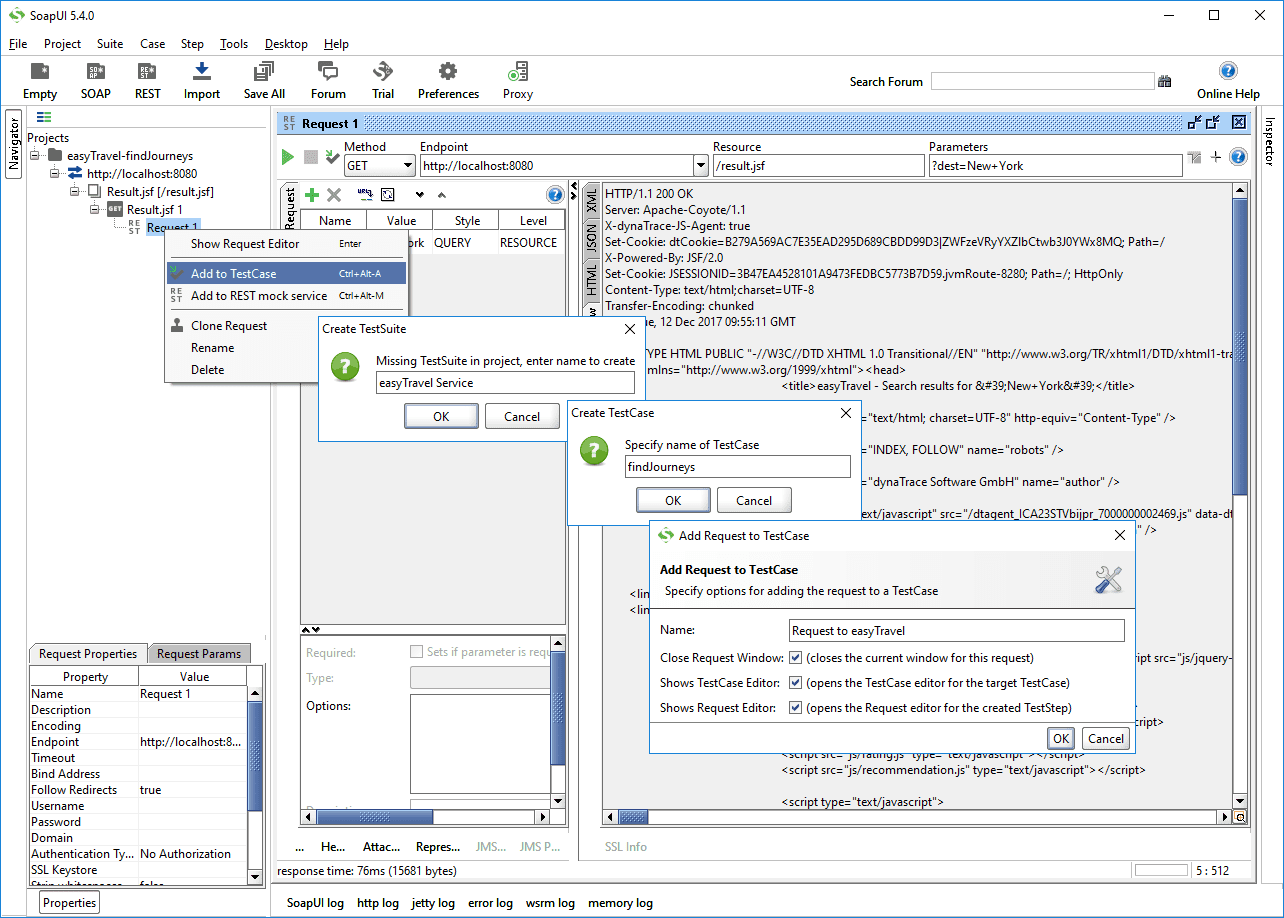 SoapUI 5.4.0
File Project Suite Case Step Tools Desktop Help
Empty SOAP REST Import Save All Forum Trial Preferences Proxy Search Forum Online Help
Navigator
Projects
easyTravel-findJourneys
http://localhost:8080
Result.jsf [/result.jsf]
Result.jsf 1
Request 1
Show Request Editor Enter
Add to TestCase Ctrl+Alt-A
Add to REST mock service Ctrl+Alt-M
Clone Request
Rename
Delete
Request 1
Inspector
Method Endpoint Resource Parameters
GET http://localhost:8080 /result.jsf ?dest=New+York
Request
Name Value Style Level
rk QUERY RESOURCE
XML
JSON
HTML
HTTP/1.1 200 OK
Server: Apache-Coyote/1.1
X-dynaTrace-JS-Agent: true
Set-Cookie: dtCookie=B279A569AC7E35EAD295D689CBDD99D3|ZWFzeVRyYXZlbCtwb3J0YWx8MQ; Path=/
X-Powered-By: JSF/2.0
Set-Cookie: JSESSIONID=3B47EA4528101A9473FEDBC5773B7D59.jvmRoute-8280; Path=/; HttpOnly
Content-Type: text/html;charset=UTF-8
Transfer-Encoding: chunked
e, 12 Dec 2017 09:55:11 GMT
TYPE HTML PUBLIC "-//W3C//DTD XHTML 1.0 Transitional//EN" "http://www.w3.org/TR/xhtml1/DTD/xhtml1-tra
mlns="http://www.w3.org/1999/xhtml"><head>
<title>easyTravel - Search results for &#39;New+York&#39;</title>
="text/html; charset=UTF-8" http-equiv="Content-Type" />
="INDEX, FOLLOW" name="robots" />
="dynaTrace Software GmbH" name="author" />
ext/javascript" src="/dtagent_ICA23STVbijpr_7000000002469.js" data-dt
" />
<lin
<lin
ript src="js/jquery-
>
cript>
<script src="js/rating.js" type="text/javascript"></script>
<script src="js/recommendation.js" type="text/javascript"></script>
<script type="text/javascript">
Create TestSuite
Missing TestSuite in project, enter name to create
easyTravel Service
OK Cancel
Create TestCase
Specify name of TestCase
findJourneys
OK Cancel
Add Request to TestCase
Add Request to TestCase
Specify options for adding the request to a TestCase
Name: Request to easyTravel
Close Request Window: (closes the current window for this request)
Shows TestCase Editor: (opens the TestCase editor for the target TestCase)
Shows Request Editor: (opens the Request editor for the created TestStep)
OK Cancel
Required: Sets if parameter is requ
Type:
Options:
Request Properties Request Params
Property Value
Name Request 1
Description
Encoding
Endpoint http://localhost:8...
Timeout
Bind Address
Follow Redirects true
Username
Password
Domain
Authentication Ty... No Authorization
SSL Keystore
Strip whitespaces false
Properties
... He... Attac... Repres... JMS... JMS P... SSL Info
response time: 76ms (15681 bytes) 5 : 512
SoapUI log http log jetty log error log wsrm log memory log